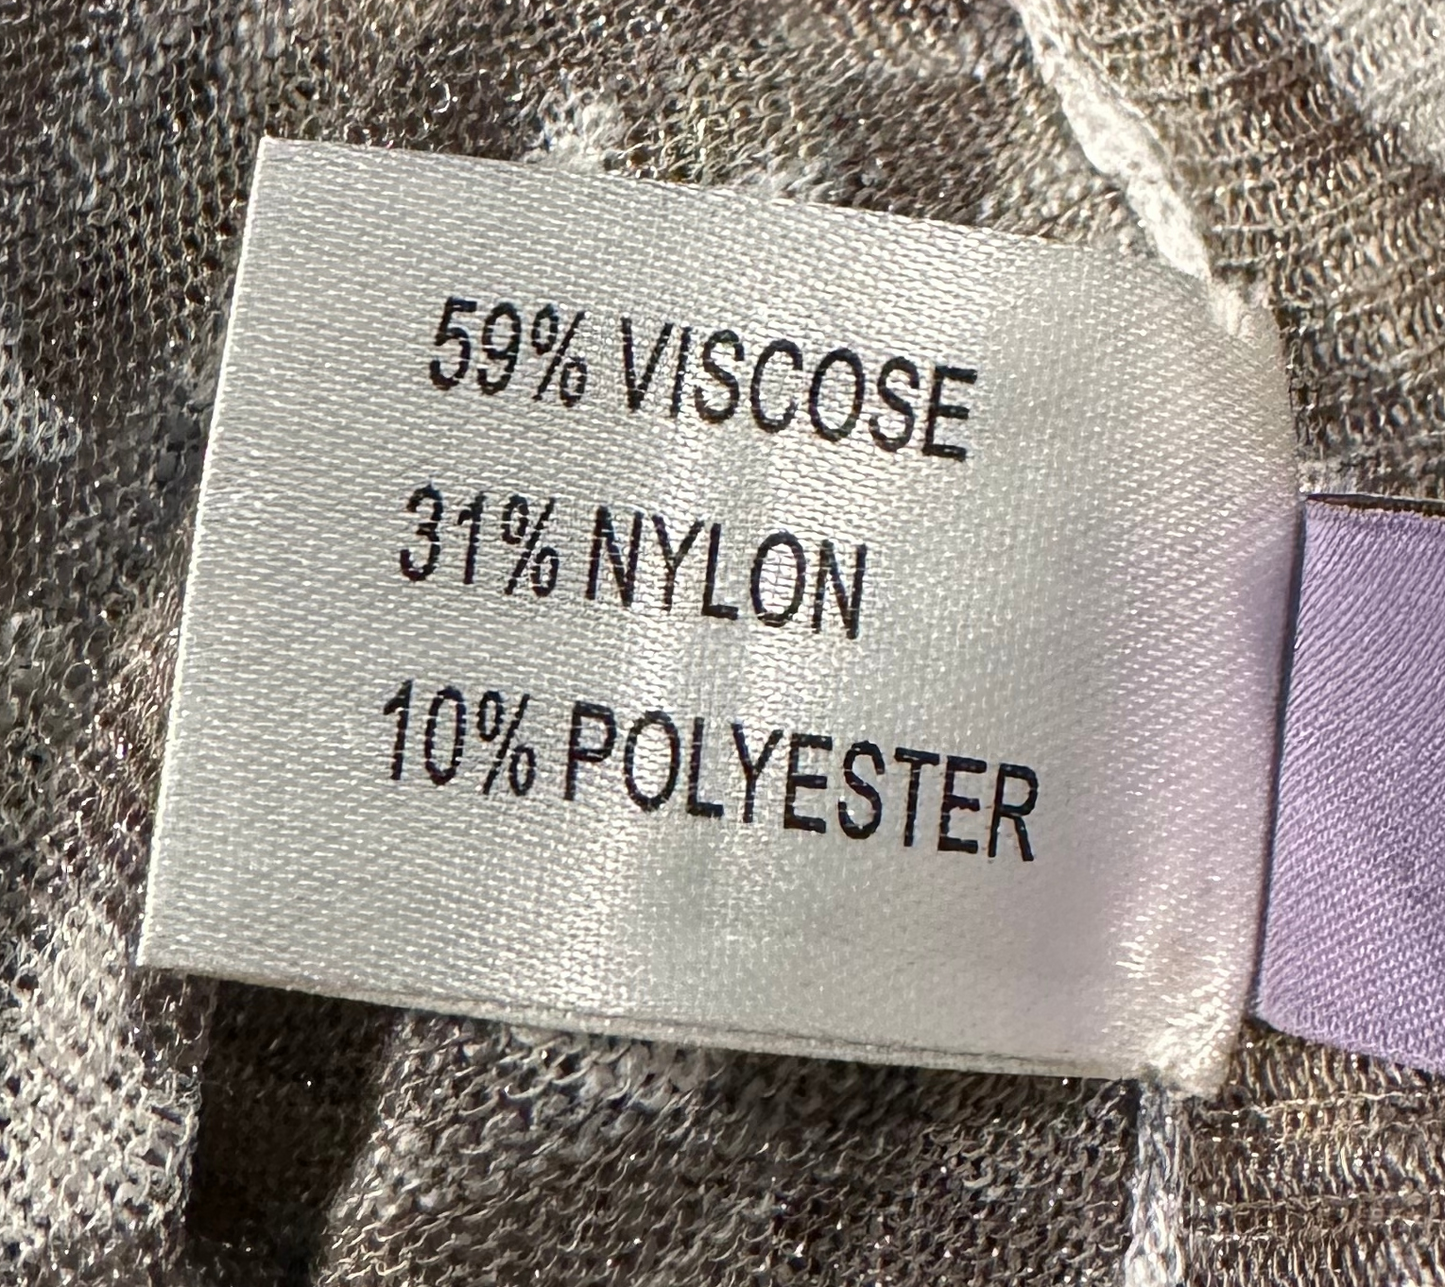 59% VISCOSE
31% NYLON
10% POLYESTER